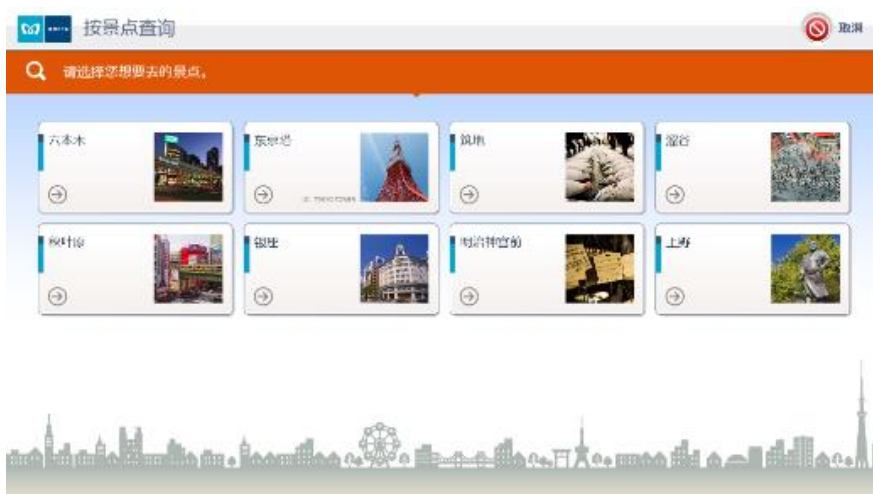 按景点查询
取消
请选择您想要去的景点。
六本木
东京塔
筑地
涩谷
秋叶原
银座
明治神宫前
上野